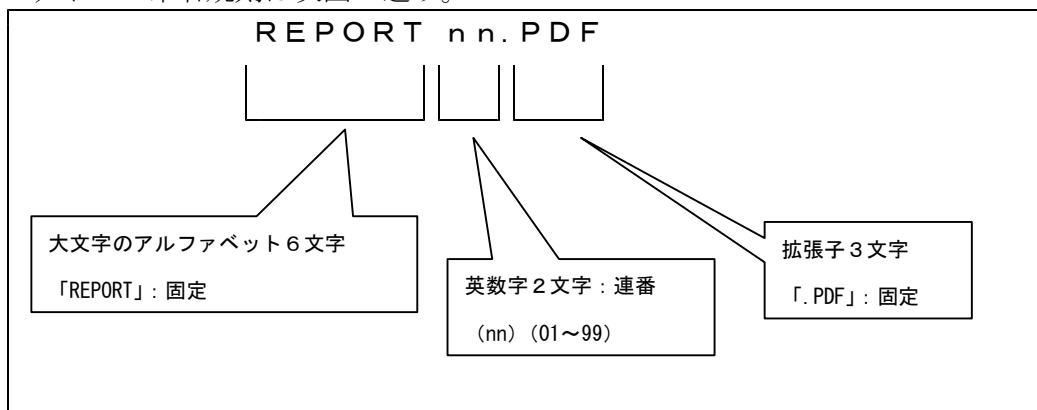 ＲＥＰＯＲＴ ｎｎ.ＰＤＦ
大文字のアルファベット６文字
「REPORT」：固定
英数字２文字：連番
(nn) (01～99)
拡張子３文字
「.PDF」：固定